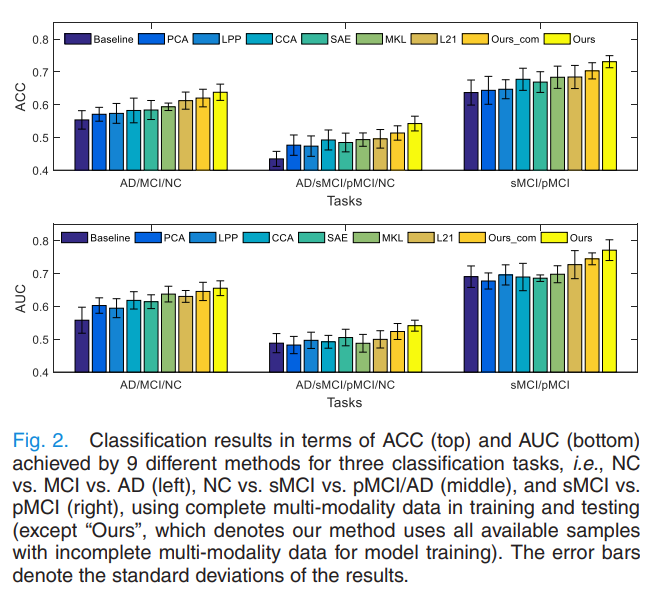 0.8
Baseline PCA LPP CCA SAE MKL L21 Ours_com Ours
0.7
0.6
0.5
0.4
ACC
AD/MCI/NC AD/sMCI/pMCI/NC sMCI/pMCI
Tasks
0.8
Baseline PCA LPP CCA SAE MKL L21 Ours_com Ours
0.7
0.6
0.5
0.4
AUC
AD/MCI/NC AD/sMCI/pMCI/NC sMCI/pMCI
Tasks
Fig. 2. Classification results in terms of ACC (top) and AUC (bottom)
achieved by 9 different methods for three classification tasks, i.e., NC
vs. MCI vs. AD (left), NC vs. sMCI vs. pMCI/AD (middle), and sMCI vs.
pMCI (right), using complete multi-modality data in training and testing
(except “Ours”, which denotes our method uses all available samples
with incomplete multi-modality data for model training). The error bars
denote the standard deviations of the results.